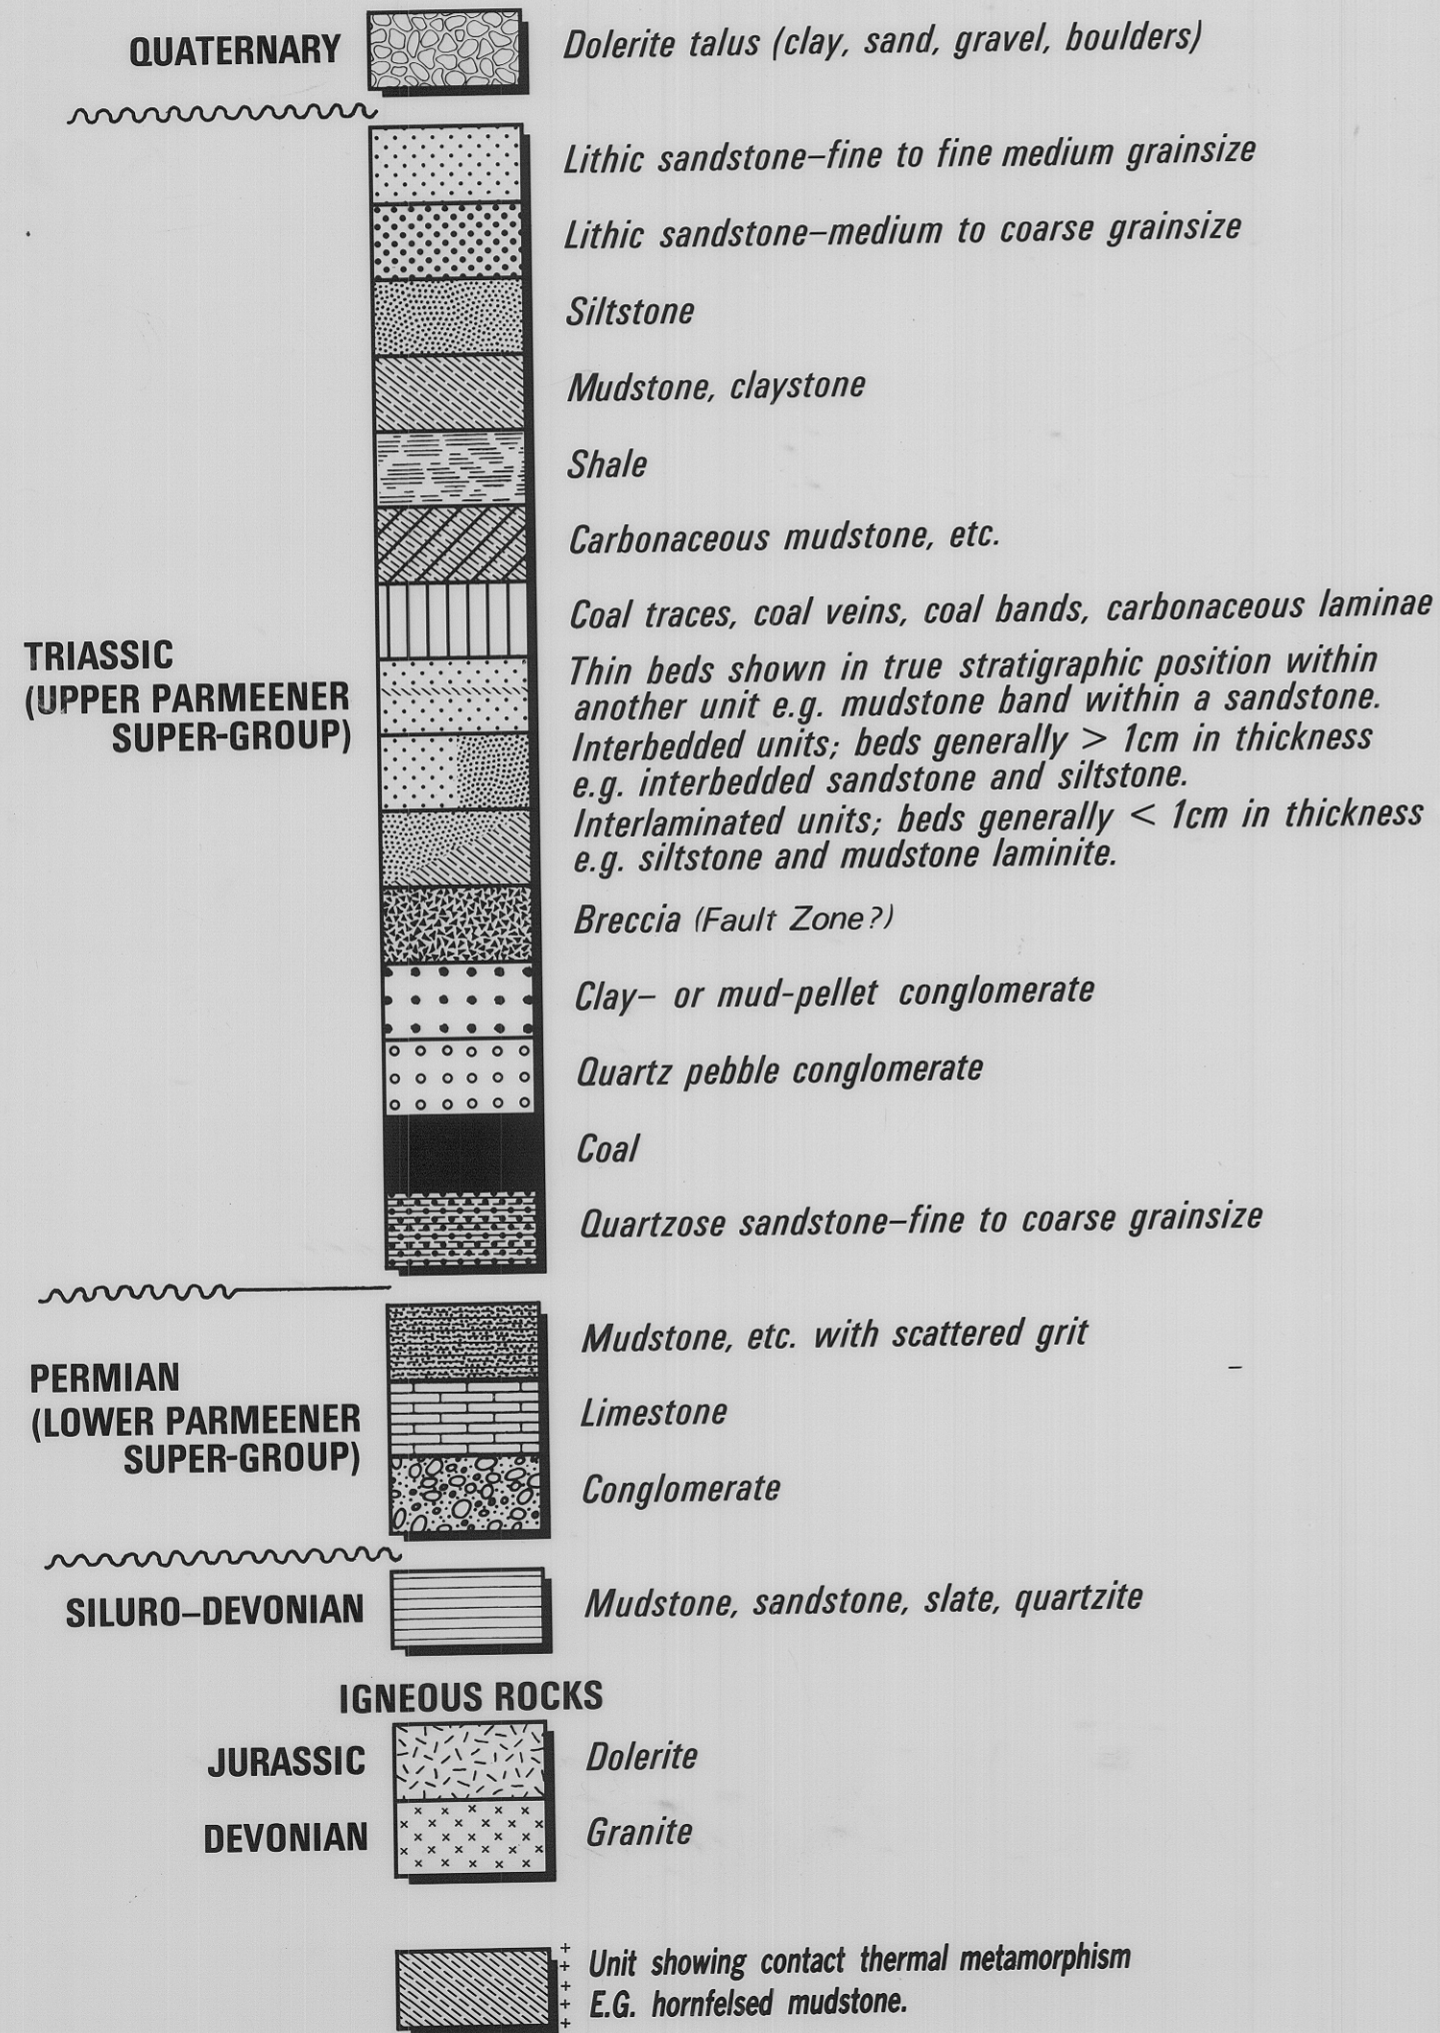 QUATERNARY
Dolerite talus (clay, sand, gravel, boulders)
Lithic sandstone–fine to fine medium grainsize
Lithic sandstone–medium to coarse grainsize
Siltstone
Mudstone, claystone
Shale
Carbonaceous mudstone, etc.
Coal traces, coal veins, coal bands, carbonaceous laminae
TRIASSIC
(UPPER PARMEENER
SUPER-GROUP)
Thin beds shown in true stratigraphic position within
another unit e.g. mudstone band within a sandstone.
Interbedded units; beds generally > 1cm in thickness
e.g. interbedded sandstone and siltstone.
Interlaminated units; beds generally < 1cm in thickness
e.g. siltstone and mudstone laminite.
Breccia (Fault Zone?)
Clay– or mud-pellet conglomerate
Quartz pebble conglomerate
Coal
Quartzose sandstone–fine to coarse grainsize
PERMIAN
(LOWER PARMEENER
SUPER-GROUP)
Mudstone, etc. with scattered grit
Limestone
Conglomerate
SILURO–DEVONIAN
Mudstone, sandstone, slate, quartzite
IGNEOUS ROCKS
JURASSIC
Dolerite
DEVONIAN
Granite
Unit showing contact thermal metamorphism
E.G. hornfelsed mudstone.